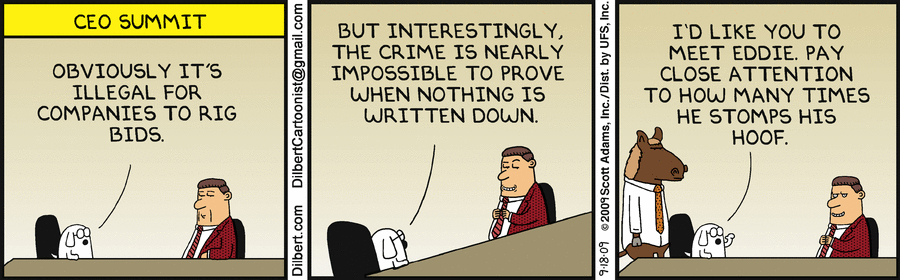 CEO SUMMIT
OBVIOUSLY IT'S
ILLEGAL FOR
COMPANIES TO RIG
BIDS.
Dilbert.com DilbertCartoonist@gmail.com
BUT INTERESTINGLY,
THE CRIME IS NEARLY
IMPOSSIBLE TO PROVE
WHEN NOTHING IS
WRITTEN DOWN.
9-18-09 ©2009 Scott Adams, Inc./Dist. by UFS, Inc.
I'D LIKE YOU TO
MEET EDDIE. PAY
CLOSE ATTENTION
TO HOW MANY TIMES
HE STOMPS HIS
HOOF.